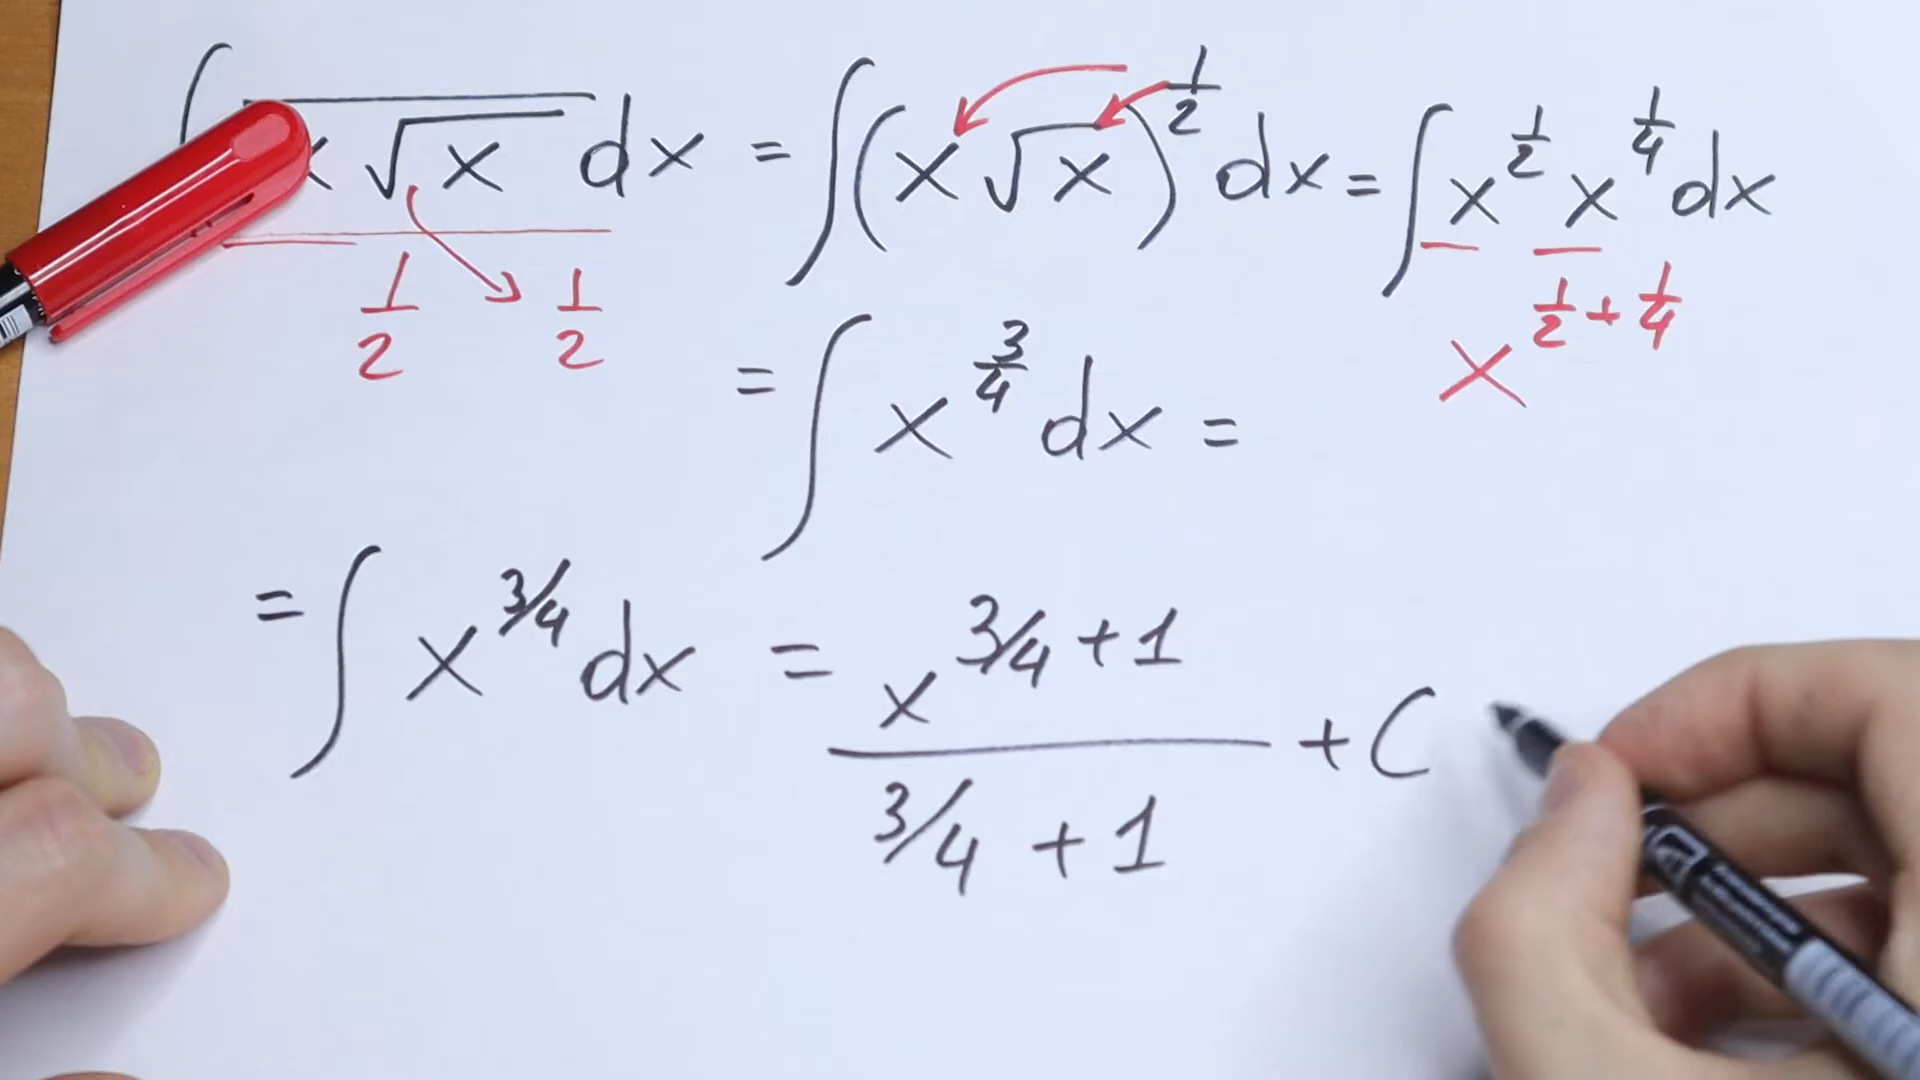 ∫ √(x √x) dx = ∫ (x √x)^(1/2) dx = ∫ x^(1/2) x^(1/4) dx
1/2 1/2
x^(1/2 + 1/4)
= ∫ x^(3/4) dx =
= ∫ x^(3/4) dx = x^(3/4 + 1) / (3/4 + 1) + C